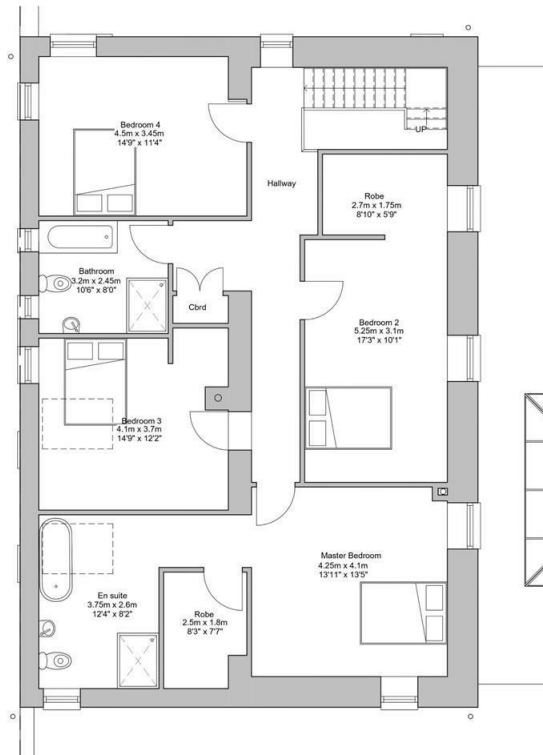 Bedroom 4
4.5m x 3.45m
14'9" x 11'4"
UP
Hallway
Robe
2.7m x 1.75m
8'10" x 5'9"
Bathroom
3.2m x 2.45m
10'6" x 8'0"
Cbrd
Bedroom 2
5.25m x 3.1m
17'3" x 10'1"
Bedroom 3
4.1m x 3.7m
14'9" x 12'2"
Master Bedroom
4.25m x 4.1m
13'11" x 13'5"
En suite
3.75m x 2.6m
12'4" x 8'2"
Robe
2.5m x 1.8m
8'3" x 7'7"